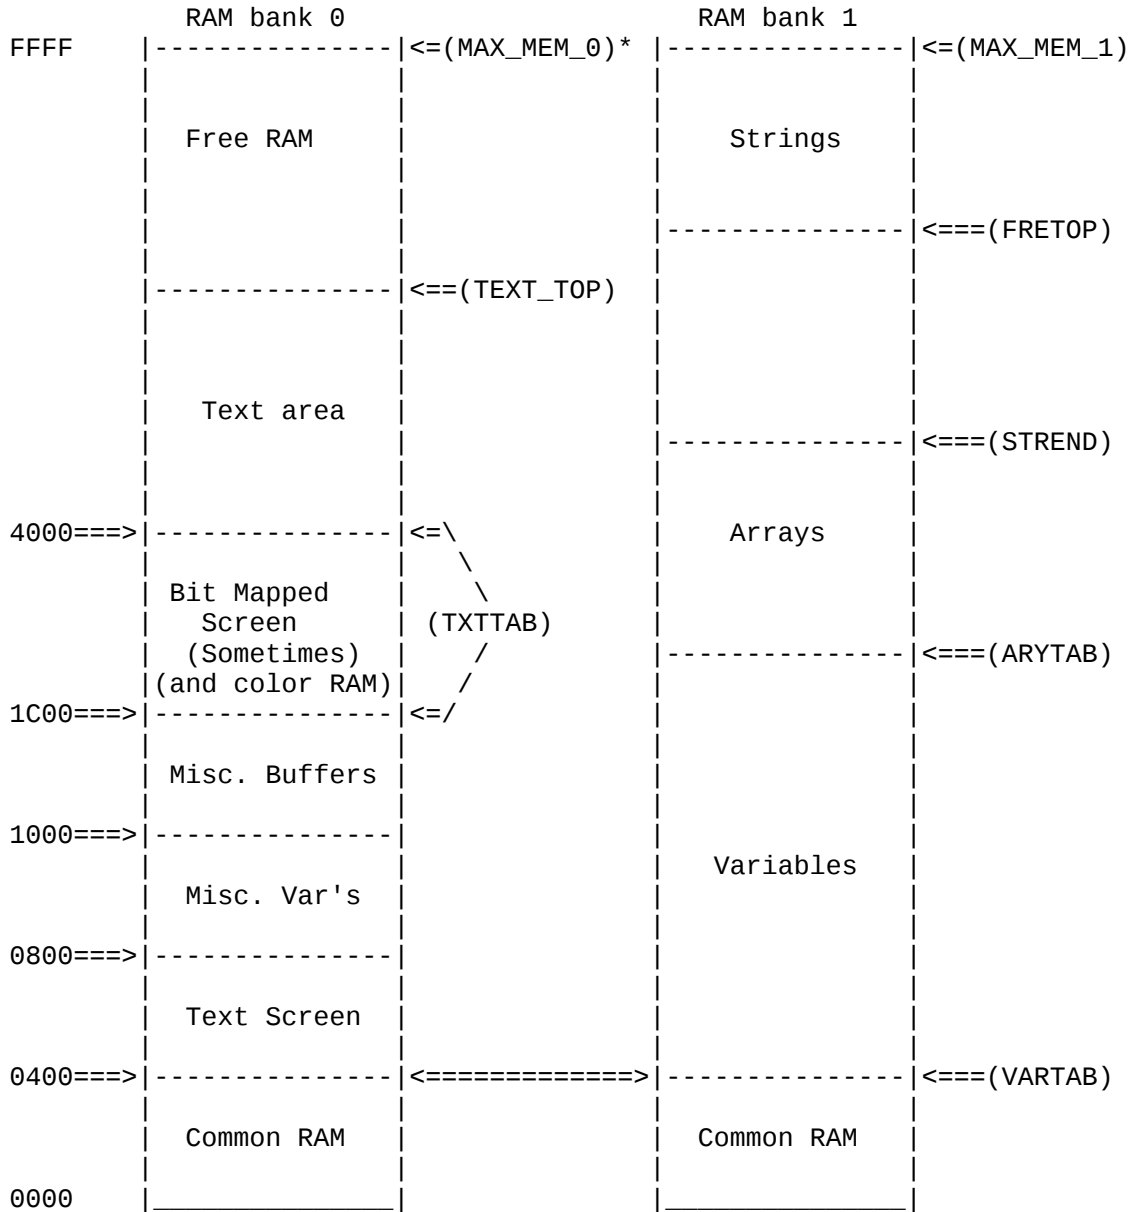 RAM bank 0 RAM bank 1
FFFF |---------------|<=(MAX_MEM_0)* |---------------|<=(MAX_MEM_1)
Free RAM Strings
|---------------|<===(FRETOP)
|---------------|<==(TEXT_TOP)
Text area
|---------------|<===(STREND)
4000===>|---------------|<=\ Arrays
\
Bit Mapped \
Screen (TXTTAB)
(Sometimes) / |---------------|<===(ARYTAB)
(and color RAM) /
1C00===>|---------------|<=/
Misc. Buffers
1000===>|---------------|
Variables
Misc. Var's
0800===>|---------------|
Text Screen
0400===>|---------------|<=============>|---------------|<===(VARTAB)
Common RAM Common RAM
0000 |_______________| |_______________|